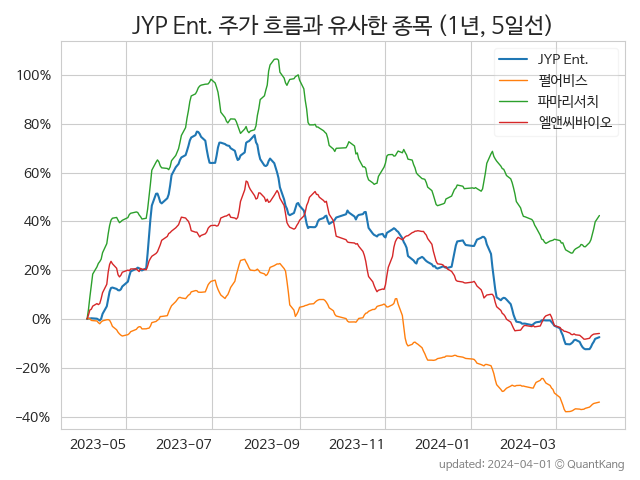 JYP Ent. 주가 흐름과 유사한 종목 (1년, 5일선)
JYP Ent.
펄어비스
파마리서치
엘앤씨바이오
100%
80%
60%
40%
20%
0%
−20%
−40%
2023-05 2023-07 2023-09 2023-11 2024-01 2024-03
updated: 2024-04-01 © QuantKang